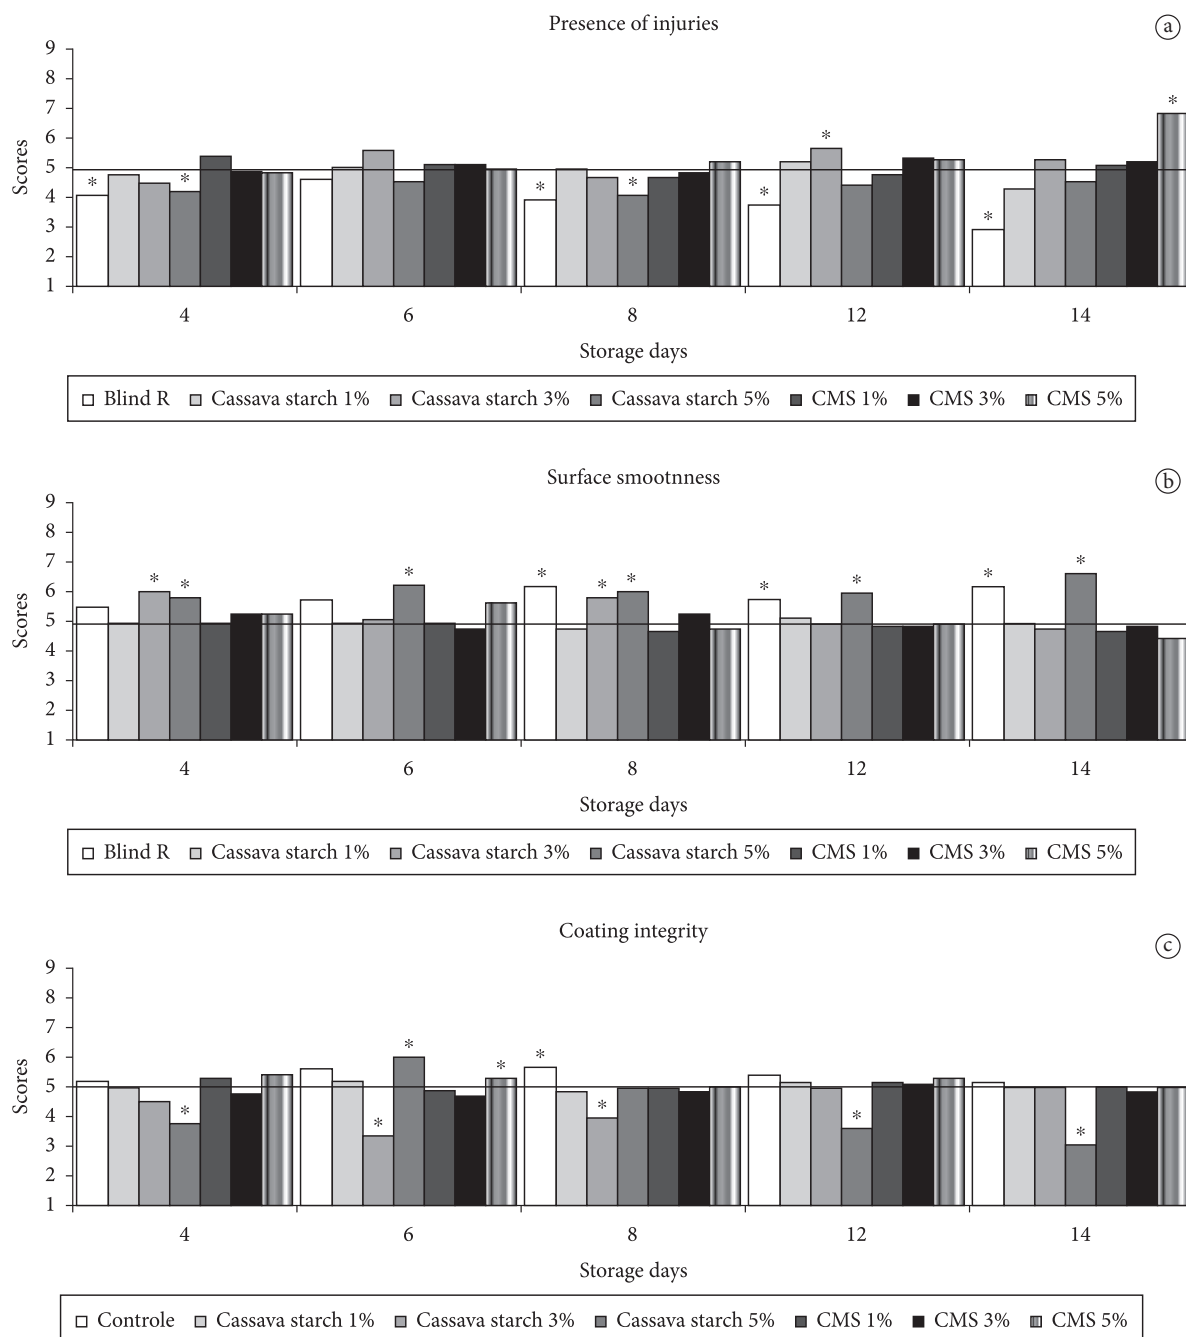 Presence of injuries
a
9
8
7
6
5
4
3
2
1
Scores
* * * * * * * *
4 6 8 12 14
Storage days
Blind R Cassava starch 1% Cassava starch 3% Cassava starch 5% CMS 1% CMS 3% CMS 5%
Surface smootnness
b
9
8
7
6
5
4
3
2
1
Scores
* * * * * * * * * *
4 6 8 12 14
Storage days
Blind R Cassava starch 1% Cassava starch 3% Cassava starch 5% CMS 1% CMS 3% CMS 5%
Coating integrity
c
9
8
7
6
5
4
3
2
1
Scores
* * * * * * * *
4 6 8 12 14
Storage days
Controle Cassava starch 1% Cassava starch 3% Cassava starch 5% CMS 1% CMS 3% CMS 5%